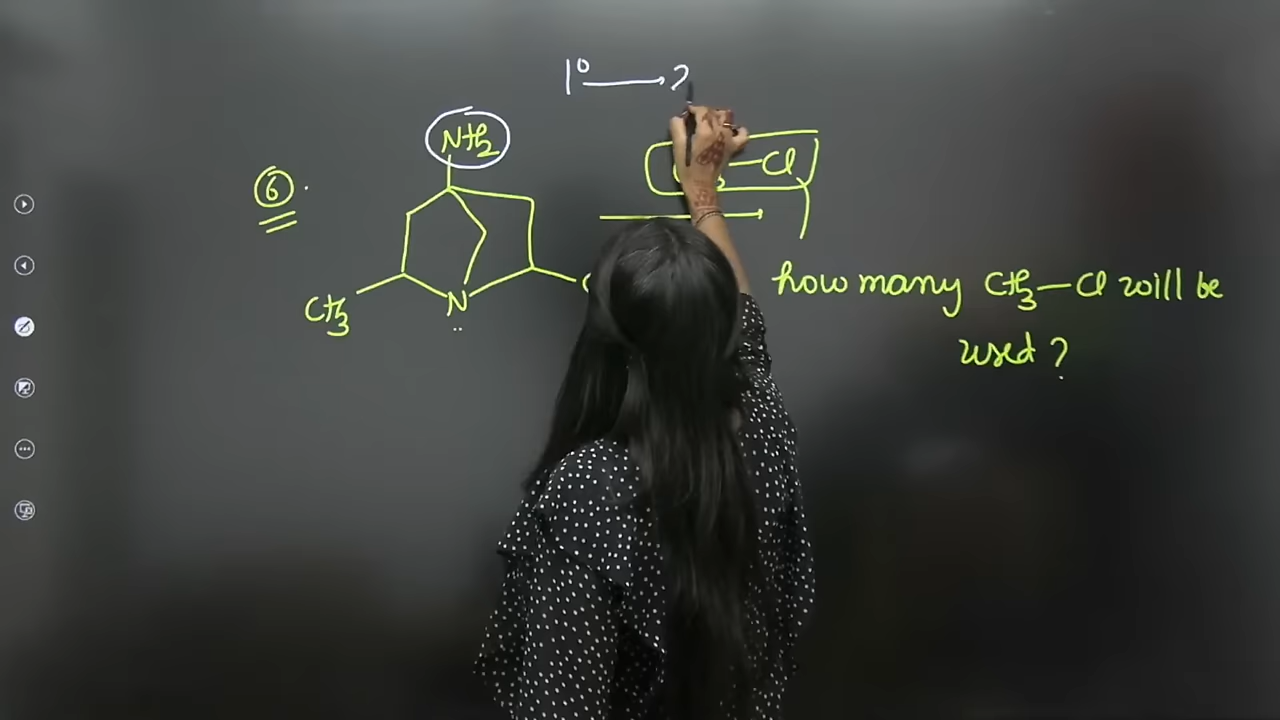 1° → 2
NH2
6
— Cl
how many CH3—Cl will be
used ?
CH3
N